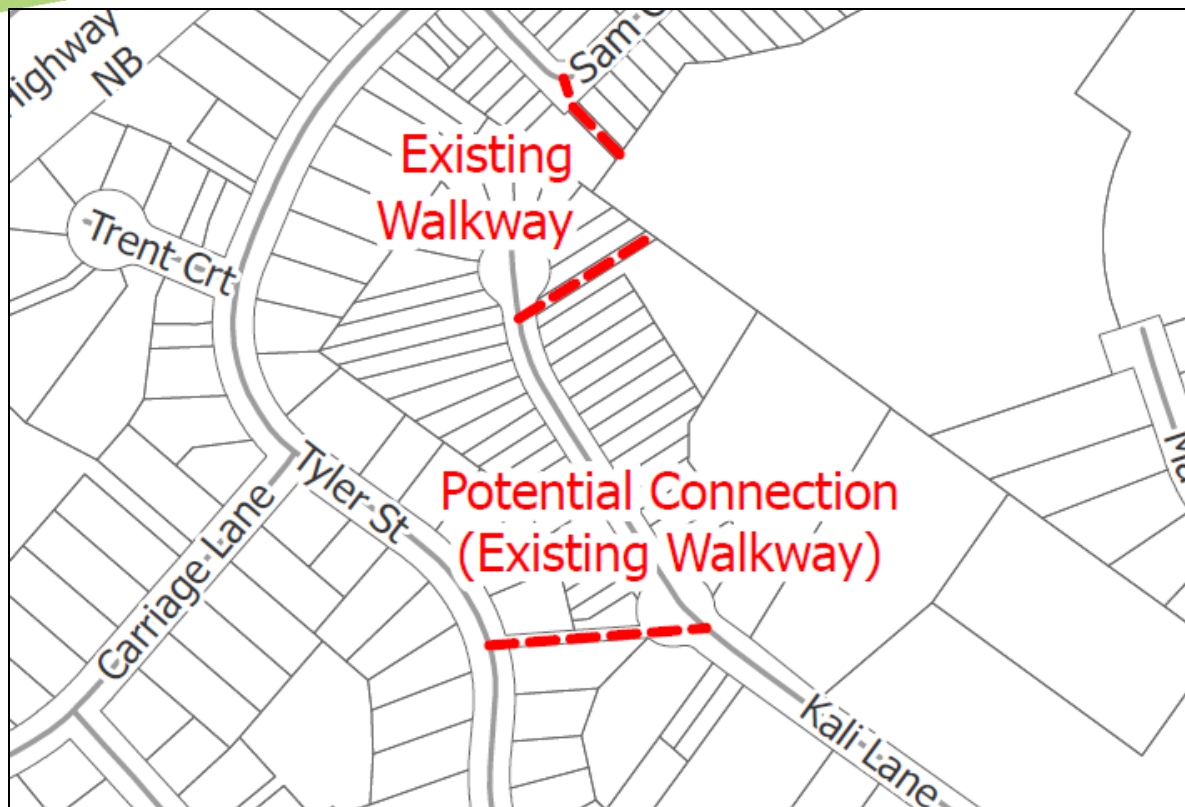 Highway
NB
Sam
Existing
Walkway
Trent Crt
Tyler St
Potential Connection
(Existing Walkway)
Carriage Lane
Kali Lane